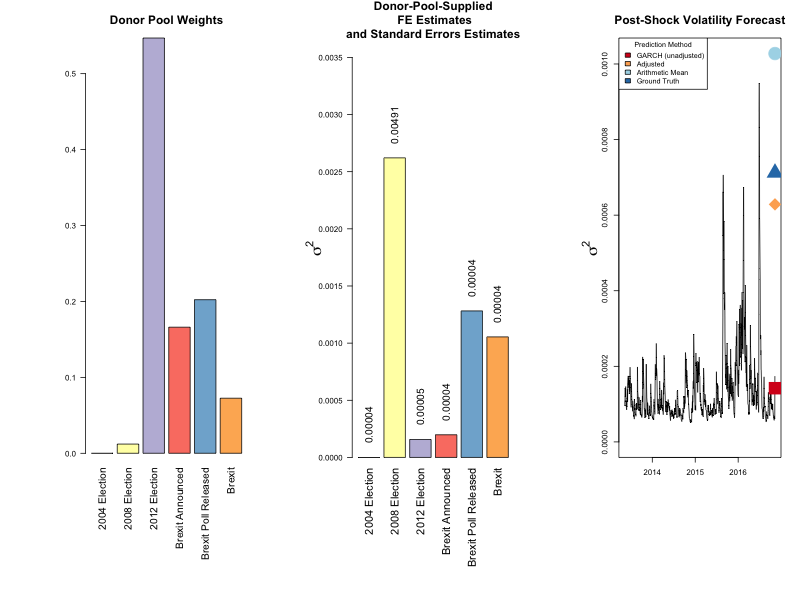 Donor Pool Weights
0.5
0.4
0.3
0.2
0.1
0.0
2004 Election
2008 Election
2012 Election
Brexit Announced
Brexit Poll Released
Brexit
Donor-Pool-Supplied
FE Estimates
and Standard Errors Estimates
σ2
0.0035
0.0030
0.0025
0.0020
0.0015
0.0010
0.0005
0.0000
0.00004
0.00491
0.00005
0.00004
0.00004
0.00004
2004 Election
2008 Election
2012 Election
Brexit Announced
Brexit Poll Released
Brexit
Post-Shock Volatility Forecast
σ2
0.0010
0.0008
0.0006
0.0004
0.0002
0.0000
Prediction Method
GARCH (unadjusted)
Adjusted
Arithmetic Mean
Ground Truth
2014
2015
2016